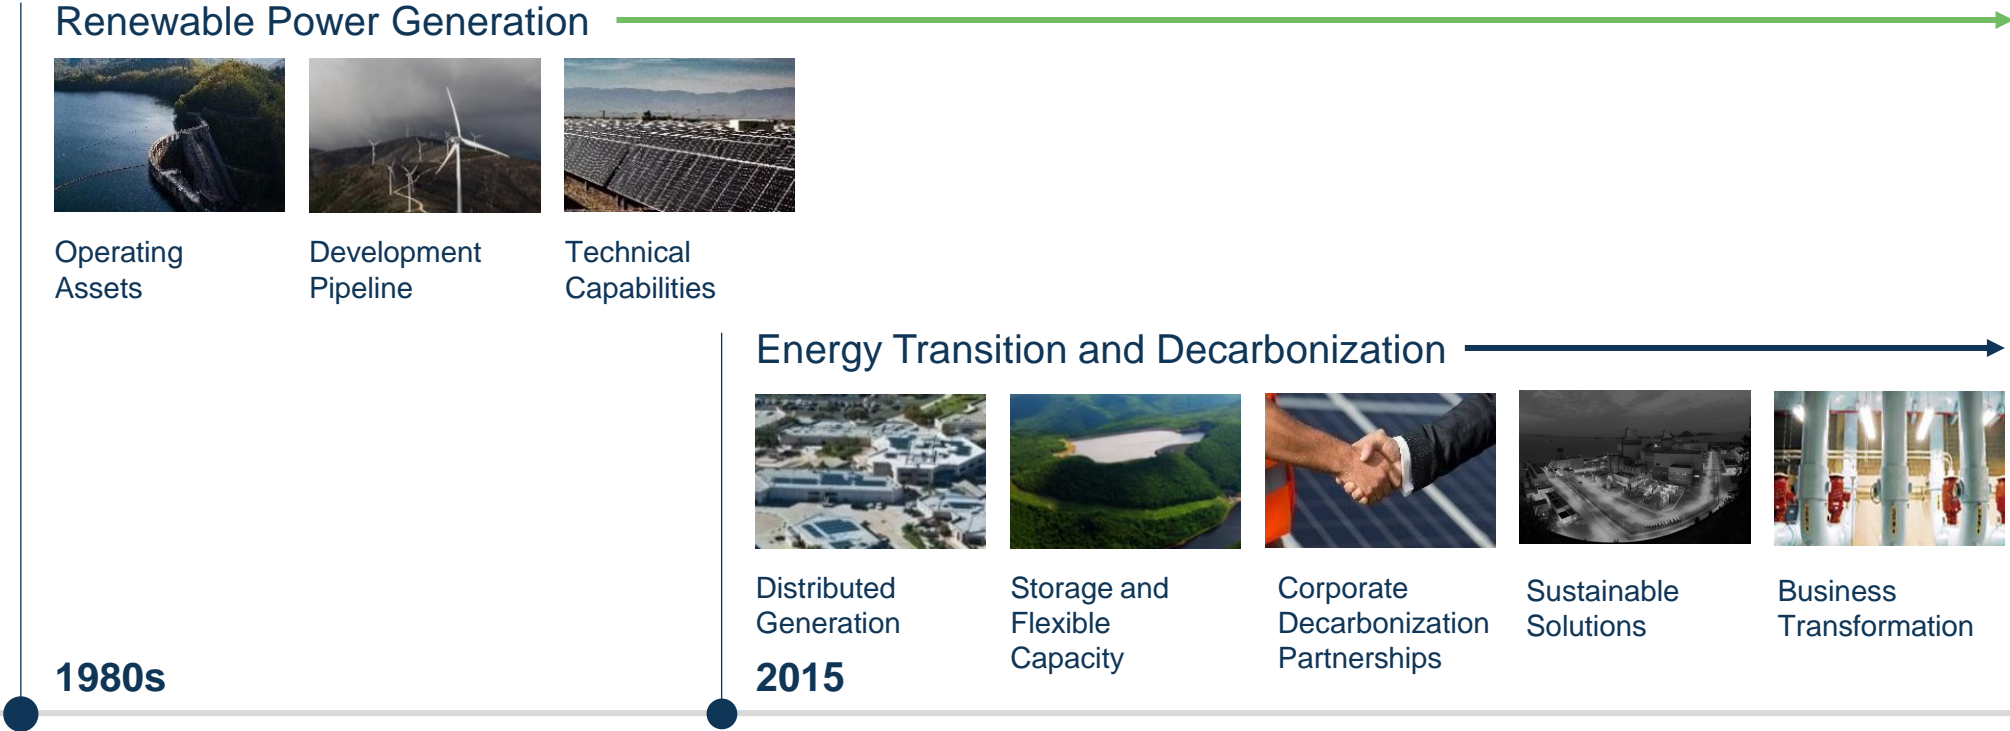 Renewable Power Generation
Operating
Assets
Development
Pipeline
Technical
Capabilities
Energy Transition and Decarbonization
Distributed
Generation
Storage and
Flexible
Capacity
Corporate
Decarbonization
Partnerships
Sustainable
Solutions
Business
Transformation
1980s
2015